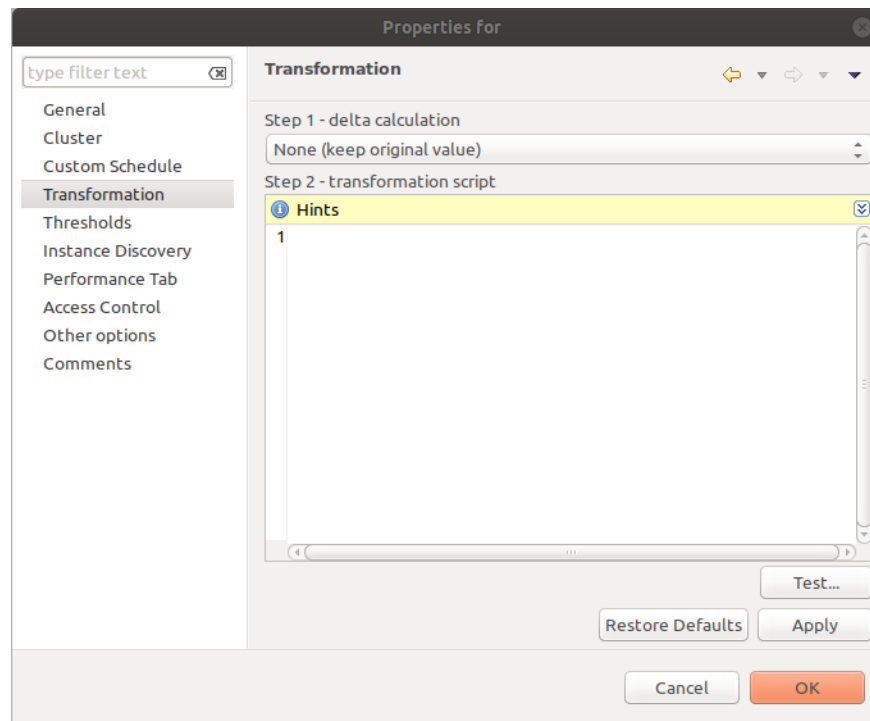 Properties for
type filter text
General
Cluster
Custom Schedule
Transformation
Thresholds
Instance Discovery
Performance Tab
Access Control
Other options
Comments
Transformation
Step 1 - delta calculation
None (keep original value)
Step 2 - transformation script
Hints
1
Test...
Restore Defaults
Apply
Cancel
OK